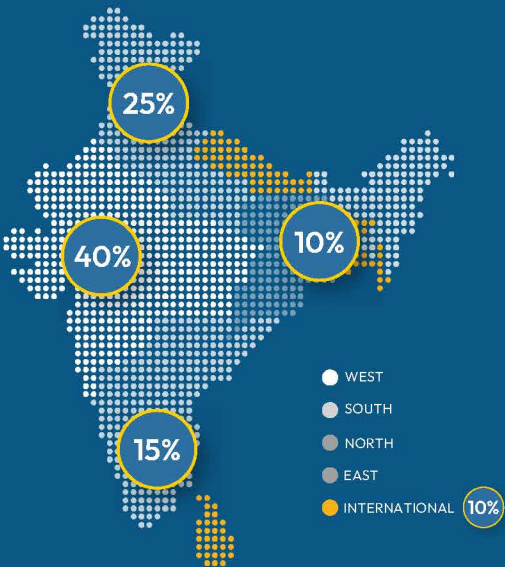 25%
40%
10%
15%
WEST
SOUTH
NORTH
EAST
INTERNATIONAL 10%